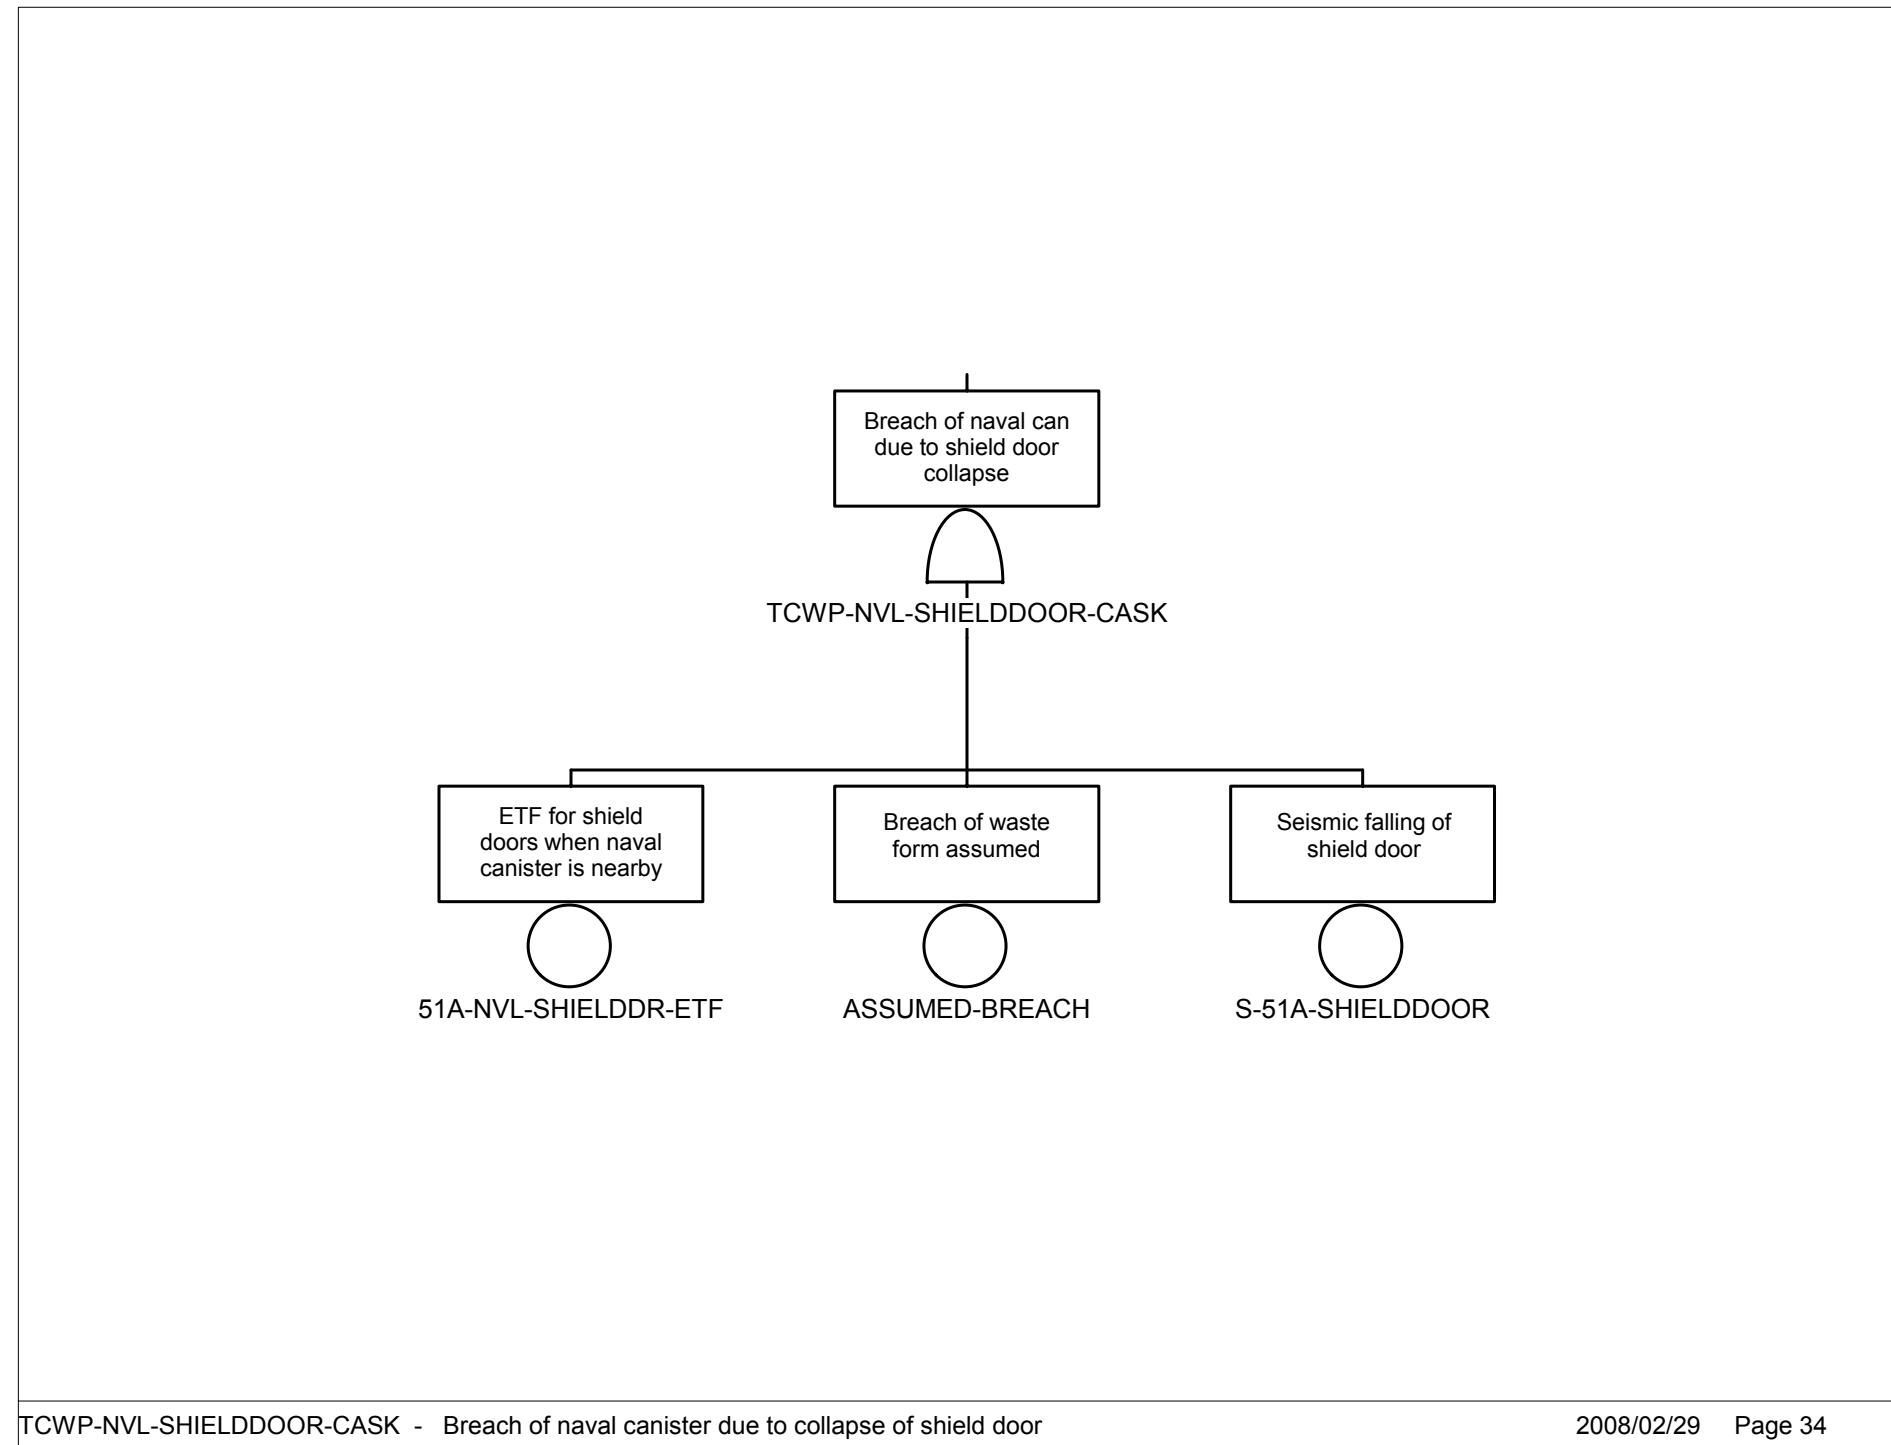 Breach of naval can
due to shield door
collapse
TCWP-NVL-SHIELDDOOR-CASK
ETF for shield
doors when naval
canister is nearby
Breach of waste
form assumed
Seismic falling of
shield door
51A-NVL-SHIELDDR-ETF
ASSUMED-BREACH
S-51A-SHIELDDOOR
TCWP-NVL-SHIELDDOOR-CASK - Breach of naval canister due to collapse of shield door 2008/02/29 Page 34